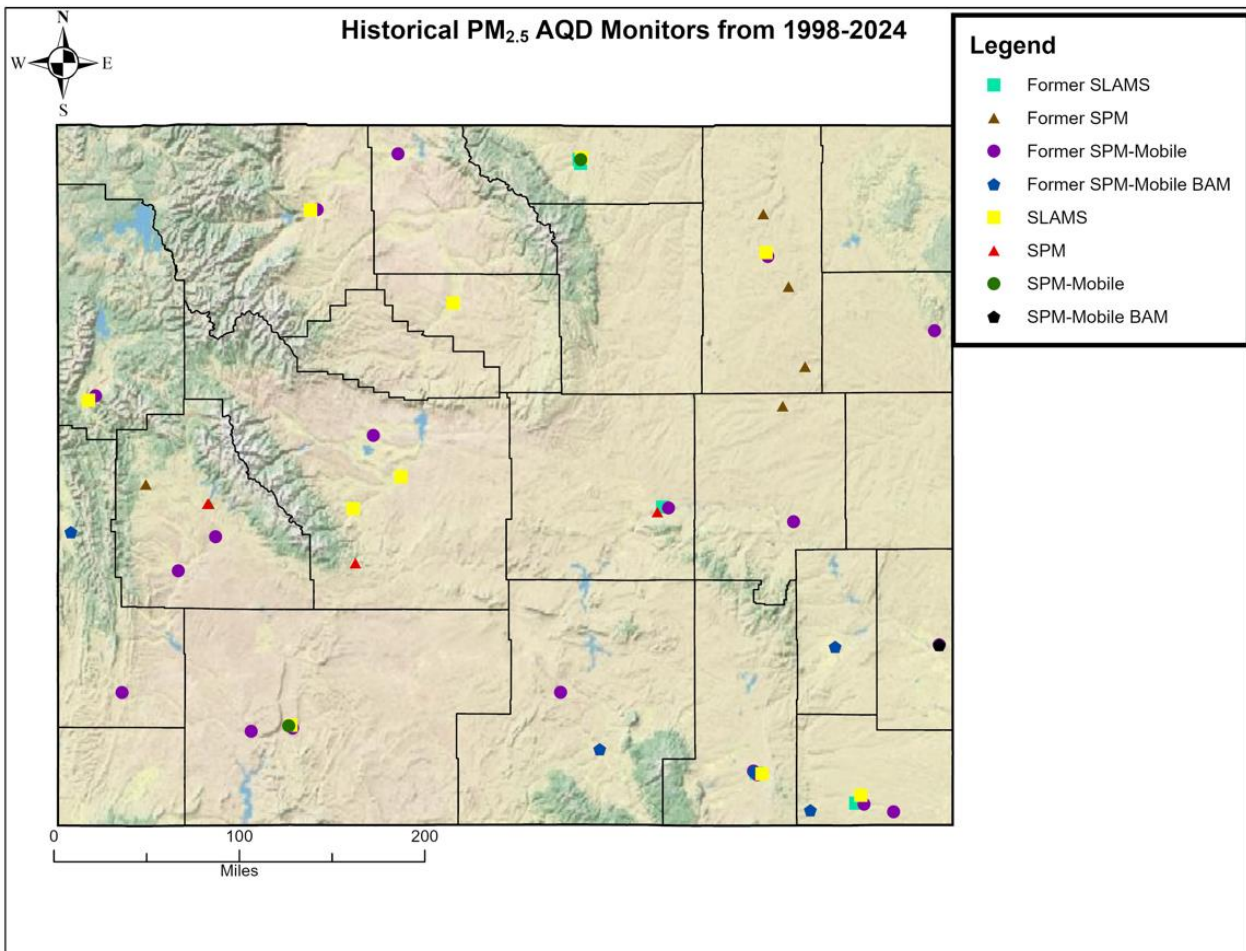 Historical PM₂.₅ AQD Monitors from 1998-2024
N
W
E
S
Legend
Former SLAMS
Former SPM
Former SPM-Mobile
Former SPM-Mobile BAM
SLAMS
SPM
SPM-Mobile
SPM-Mobile BAM
0
100
200
Miles